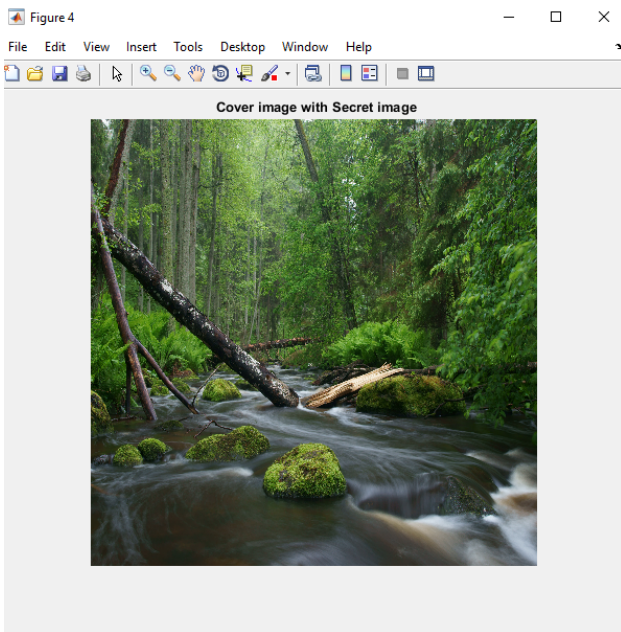 Figure 4
File Edit View Insert Tools Desktop Window Help
Cover image with Secret image